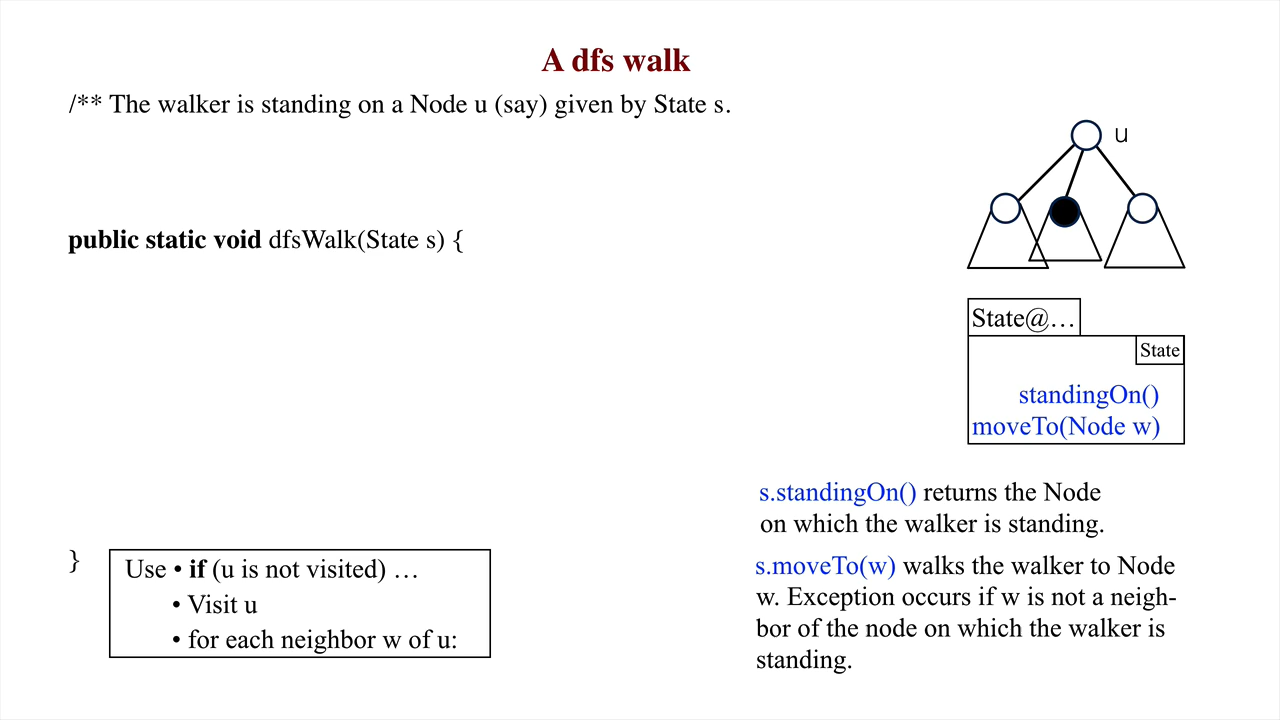 A dfs walk
/** The walker is standing on a Node u (say) given by State s.
u
public static void dfsWalk(State s) {
State@…
State
standingOn()
moveTo(Node w)
s.standingOn() returns the Node
on which the walker is standing.
s.moveTo(w) walks the walker to Node
w. Exception occurs if w is not a neigh-
bor of the node on which the walker is
standing.
}
Use • if (u is not visited) …
• Visit u
• for each neighbor w of u: